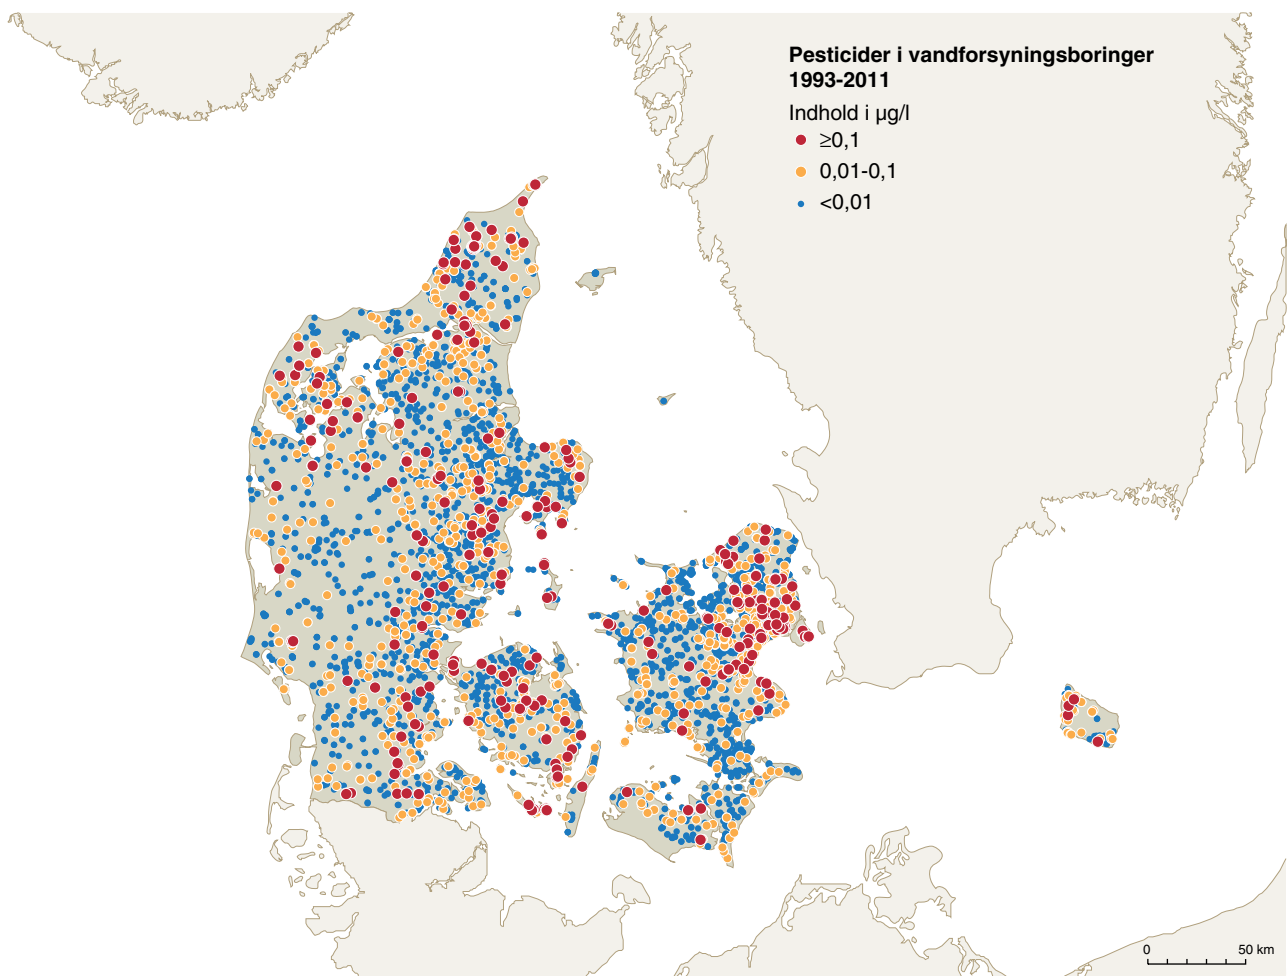 Pesticider i vandforsyningsboringer
1993-2011
Indhold i µg/l
≥0,1
0,01-0,1
<0,01
0 50 km